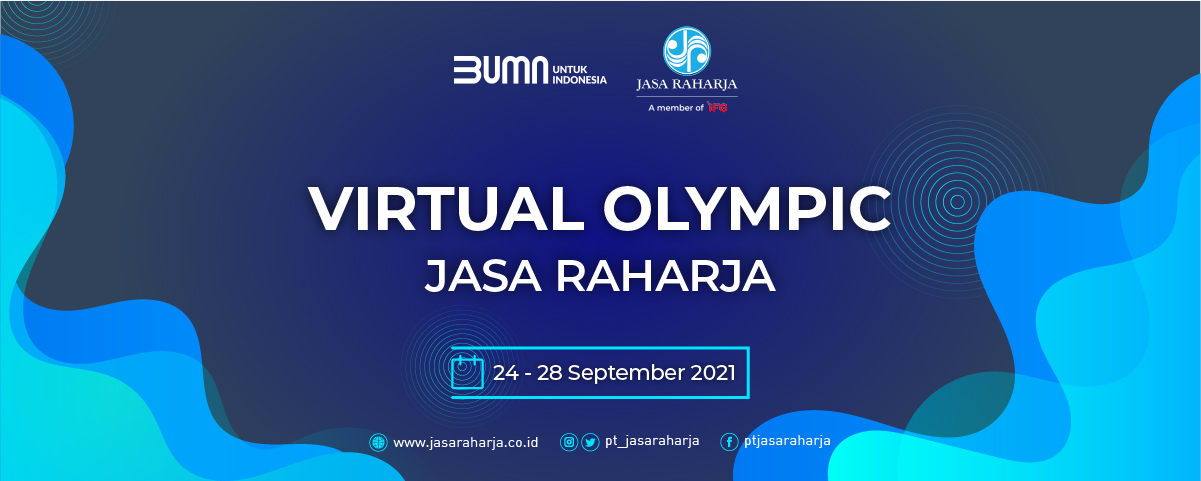 BUMN UNTUK INDONESIA
JASA RAHARJA
A member of IFG
VIRTUAL OLYMPIC
JASA RAHARJA
24 - 28 September 2021
www.jasaraharja.co.id pt_jasaraharja ptjasaraharja